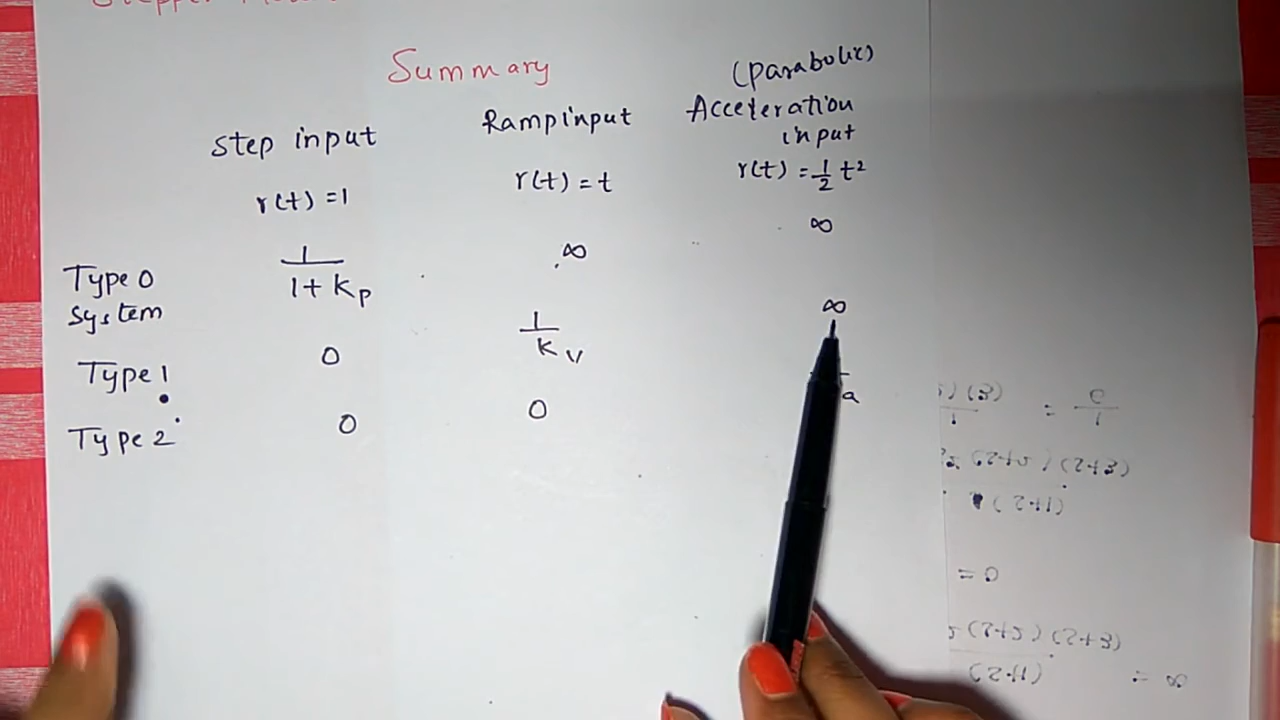 Summary
(parabolic)
Step input Ramp input Acceleration input
r(t) = 1 r(t) = t r(t) = 1/2 t²
Type 0 System 1/(1 + Kp) ∞ ∞
Type 1 0 1/Kv ∞
Type 2 0 0 a